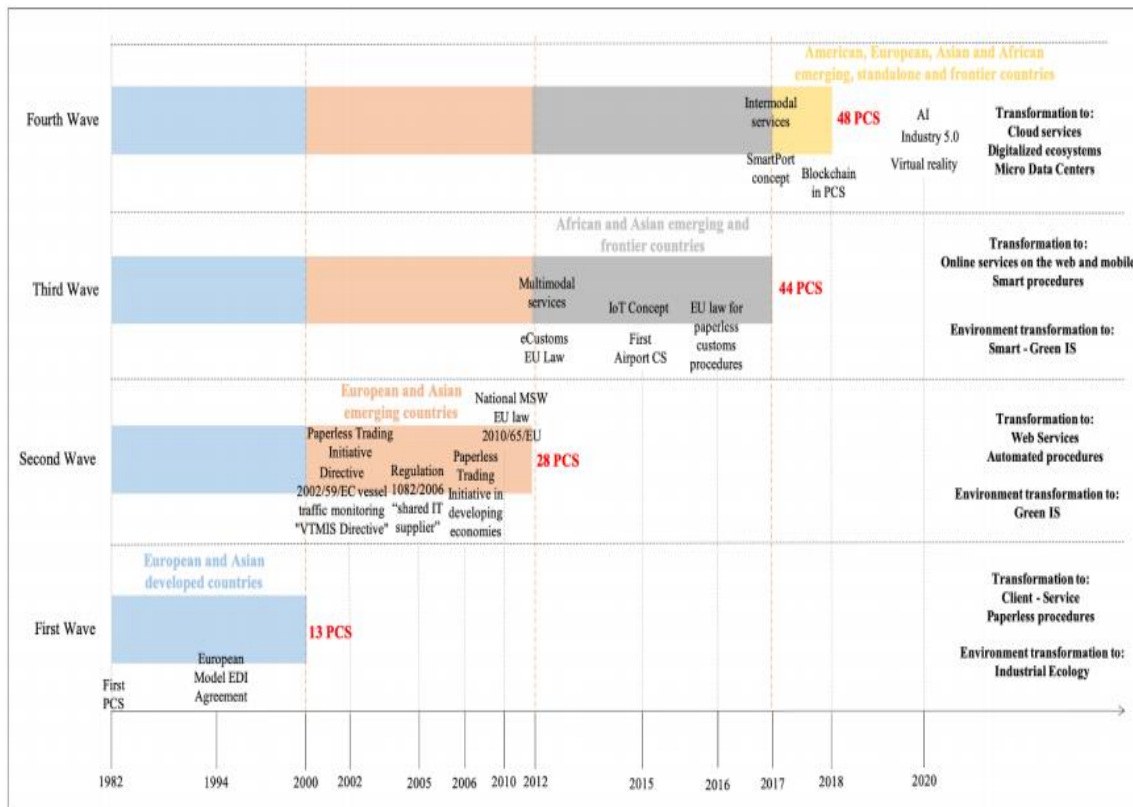 American, European, Asian and African
emerging, standalone and frontier countries
Fourth Wave
Intermodal
services
48 PCS
SmartPort
concept
Blockchain
in PCS
AI
Industry 5.0
Virtual reality
Transformation to:
Cloud services
Digitalized ecosystems
Micro Data Centers
African and Asian emerging and
frontier countries
Third Wave
Multimodal
services
44 PCS
eCustoms
EU Law
IoT Concept
First
Airport CS
EU law for
paperless
customs
procedures
Transformation to:
Online services on the web and mobile
Smart procedures
Environment transformation to:
Smart - Green IS
European and Asian
emerging countries
Second Wave
Paperless Trading
Initiative
Directive
2002/59/EC vessel
traffic monitoring
"VTMIS Directive"
Regulation
1082/2006
“shared IT
supplier”
National MSW
EU law
2010/65/EU
Paperless
Trading
Initiative in
developing
economies
28 PCS
Transformation to:
Web Services
Automated procedures
Environment transformation to:
Green IS
European and Asian
developed countries
First Wave
13 PCS
First
PCS
European
Model EDI
Agreement
Transformation to:
Client - Service
Paperless procedures
Environment transformation to:
Industrial Ecology
1982 1994 2000 2002 2005 2006 2010 2012 2015 2016 2017 2018 2020